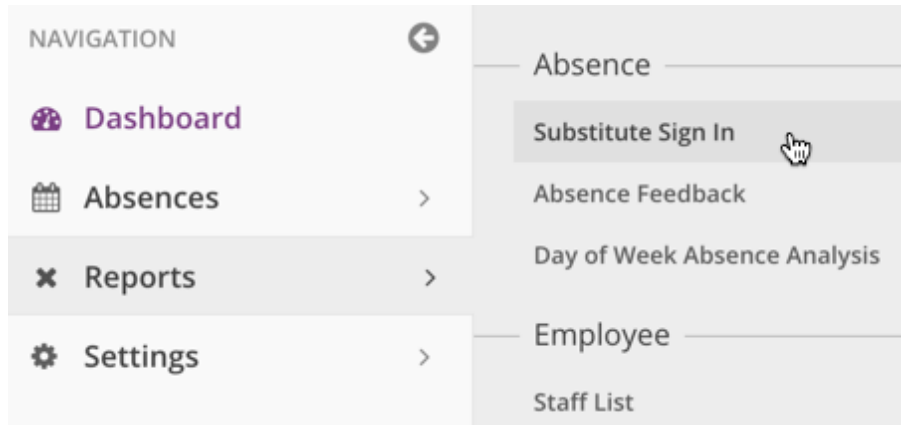 NAVIGATION
Dashboard
Absences
Reports
Settings
Absence
Substitute Sign In
Absence Feedback
Day of Week Absence Analysis
Employee
Staff List